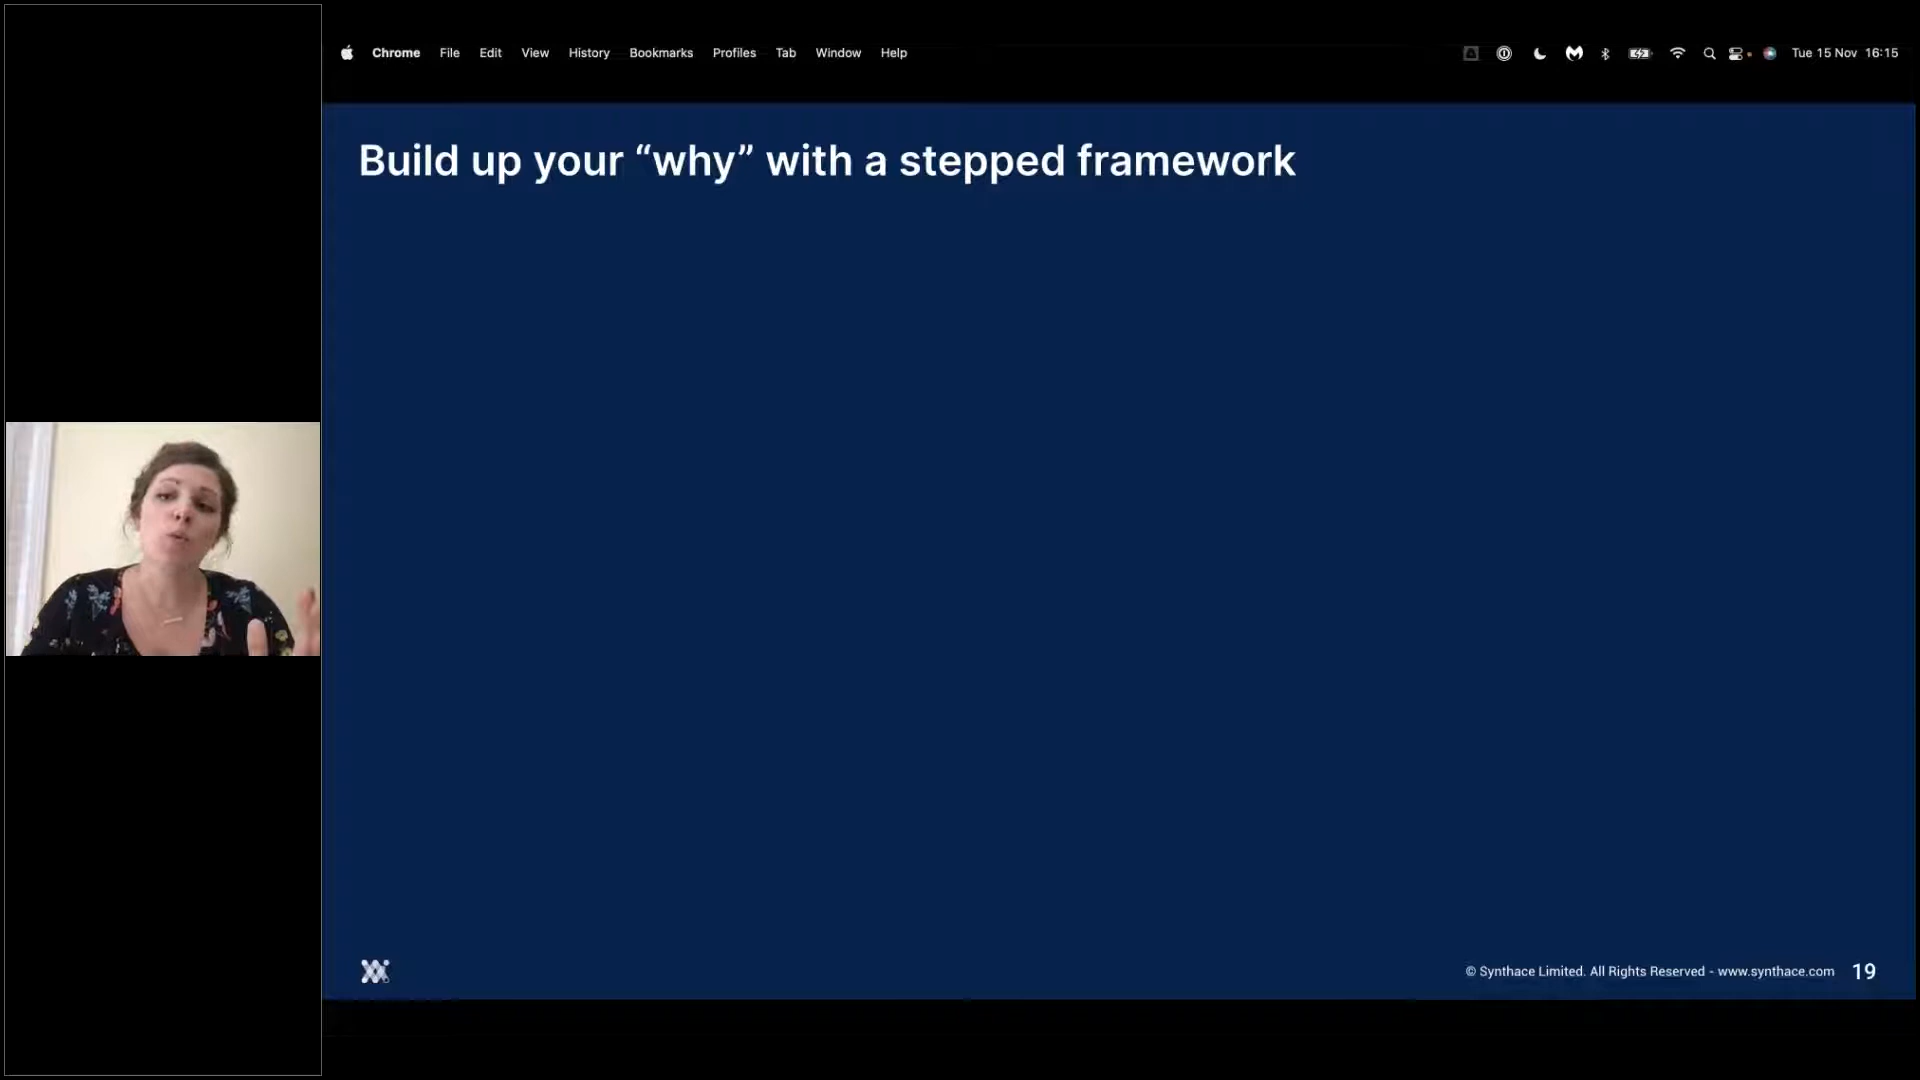 Chrome File Edit View History Bookmarks Profiles Tab Window Help
Tue 15 Nov 16:15
Build up your “why” with a stepped framework
© Synthace Limited. All Rights Reserved - www.synthace.com 19